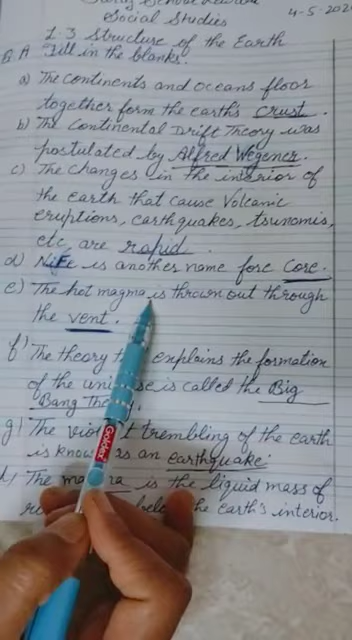 Social Studies
4-5-202
1.3 Structure of the Earth
Q A Fill in the blanks.
a) The continents and oceans floor
together form the earth's crust.
b) The Continental Drift Theory was
postulated by Alfred Wegener.
c) The changes in the interior of
the earth that cause volcanic
eruptions, earthquakes, tsunomis,
etc, are rapid.
d) NiFe is another name for core.
e) The hot magma is thrown out through
the vent.
f) The theory explains the formation
of the is called the Big
Bang
g) The trembling of the earth
is as an earthquake.
The is the liquid mass of
the earth's interior.
Goldex